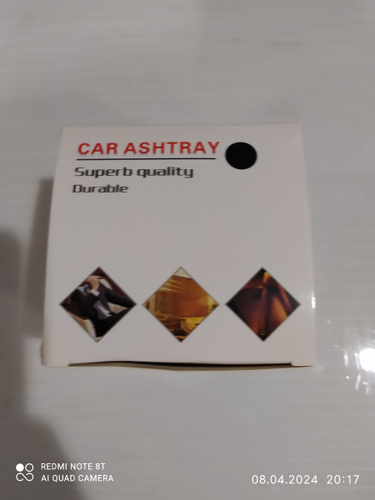 CAR ASHTRAY
Superb quality
Durable
REDMI NOTE 8T
AI QUAD CAMERA
08.04.2024 20:17